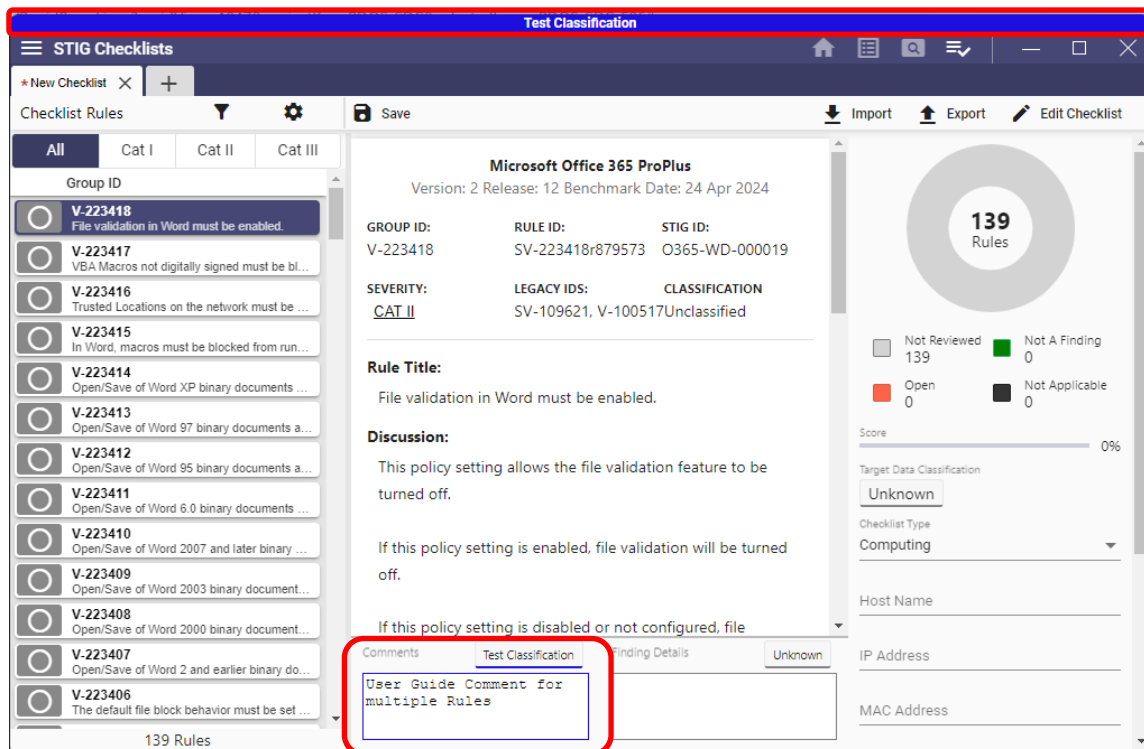 Test Classification
STIG Checklists
*New Checklist
Checklist Rules
Save
Import
Export
Edit Checklist
All
Cat I
Cat II
Cat III
Group ID
V-223418
File validation in Word must be enabled.
V-223417
VBA Macros not digitally signed must be bl...
V-223416
Trusted Locations on the network must be ...
V-223415
In Word, macros must be blocked from run...
V-223414
Open/Save of Word XP binary documents ...
V-223413
Open/Save of Word 97 binary documents a...
V-223412
Open/Save of Word 95 binary documents a...
V-223411
Open/Save of Word 6.0 binary documents ...
V-223410
Open/Save of Word 2007 and later binary ...
V-223409
Open/Save of Word 2003 binary document...
V-223408
Open/Save of Word 2000 binary document...
V-223407
Open/Save of Word 2 and earlier binary do...
V-223406
The default file block behavior must be set ...
139 Rules
Microsoft Office 365 ProPlus
Version: 2 Release: 12 Benchmark Date: 24 Apr 2024
GROUP ID:
RULE ID:
STIG ID:
V-223418
SV-223418r879573
O365-WD-000019
SEVERITY:
LEGACY IDS:
CLASSIFICATION
CAT II
SV-109621, V-100517Unclassified
Rule Title:
File validation in Word must be enabled.
Discussion:
This policy setting allows the file validation feature to be
turned off.
If this policy setting is enabled, file validation will be turned
off.
If this policy setting is disabled or not configured, file
Comments
Test Classification
Finding Details
Unknown
User Guide Comment for
multiple Rules
139
Rules
Not Reviewed
139
Not A Finding
0
Open
0
Not Applicable
0
Score
0%
Target Data Classification
Unknown
Checklist Type
Computing
Host Name
IP Address
MAC Address